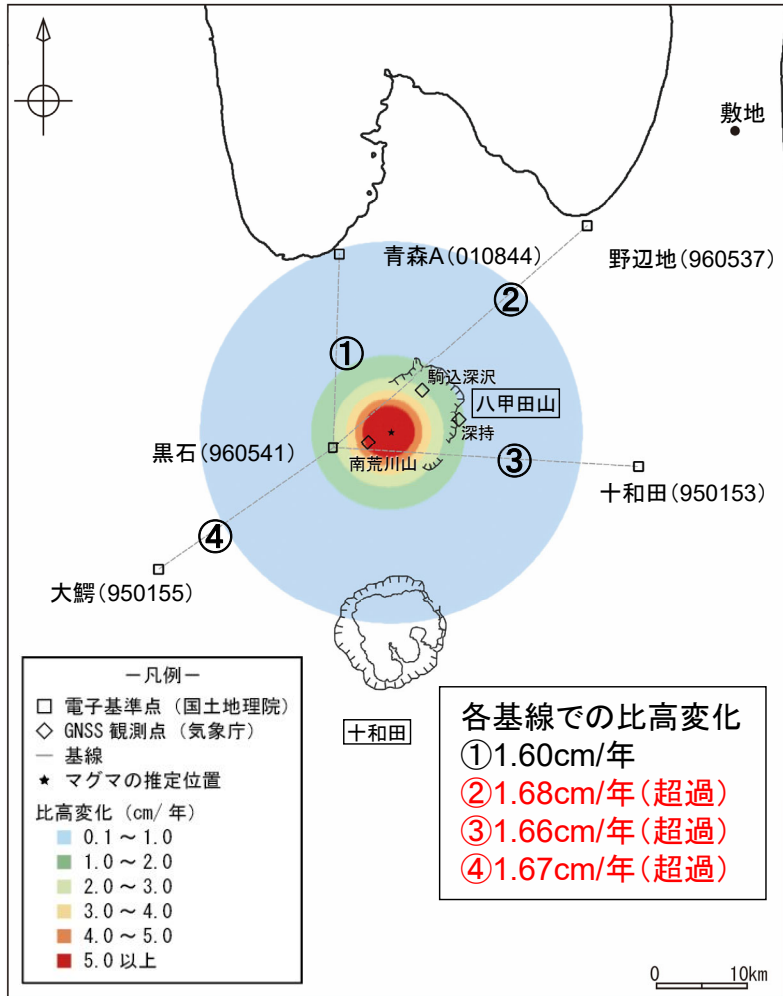 敷地
青森A(010844)
野辺地(960537)
②
①
駒込深沢
八甲田山
深持
黒石(960541)
南荒川山
③
十和田(950153)
④
大鰐(950155)
十和田
－凡例－
電子基準点（国土地理院）
GNSS 観測点（気象庁）
基線
マグマの推定位置
比高変化（cm/年）
0.1～1.0
1.0～2.0
2.0～3.0
3.0～4.0
4.0～5.0
5.0以上
各基線での比高変化
①1.60cm/年
②1.68cm/年(超過)
③1.66cm/年(超過)
④1.67cm/年(超過)
0 10km